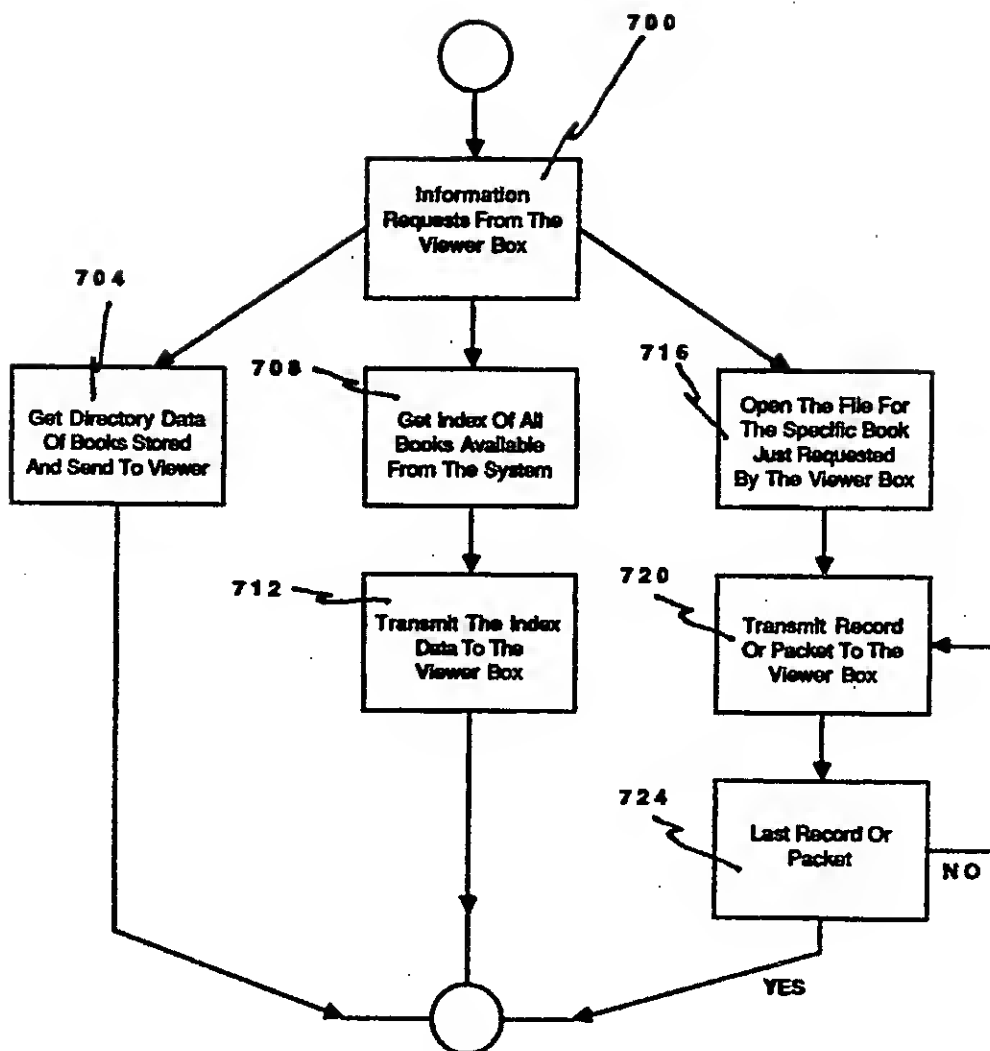 700
Information
Requests From The
Viewer Box
704
Get Directory Data
Of Books Stored
And Send To Viewer
708
Get Index Of All
Books Available
From The System
716
Open The File For
The Specific Book
Just Requested
By The Viewer Box
712
Transmit The Index
Data To The
Viewer Box
720
Transmit Record
Or Packet To The
Viewer Box
724
Last Record Or
Packet
NO
YES